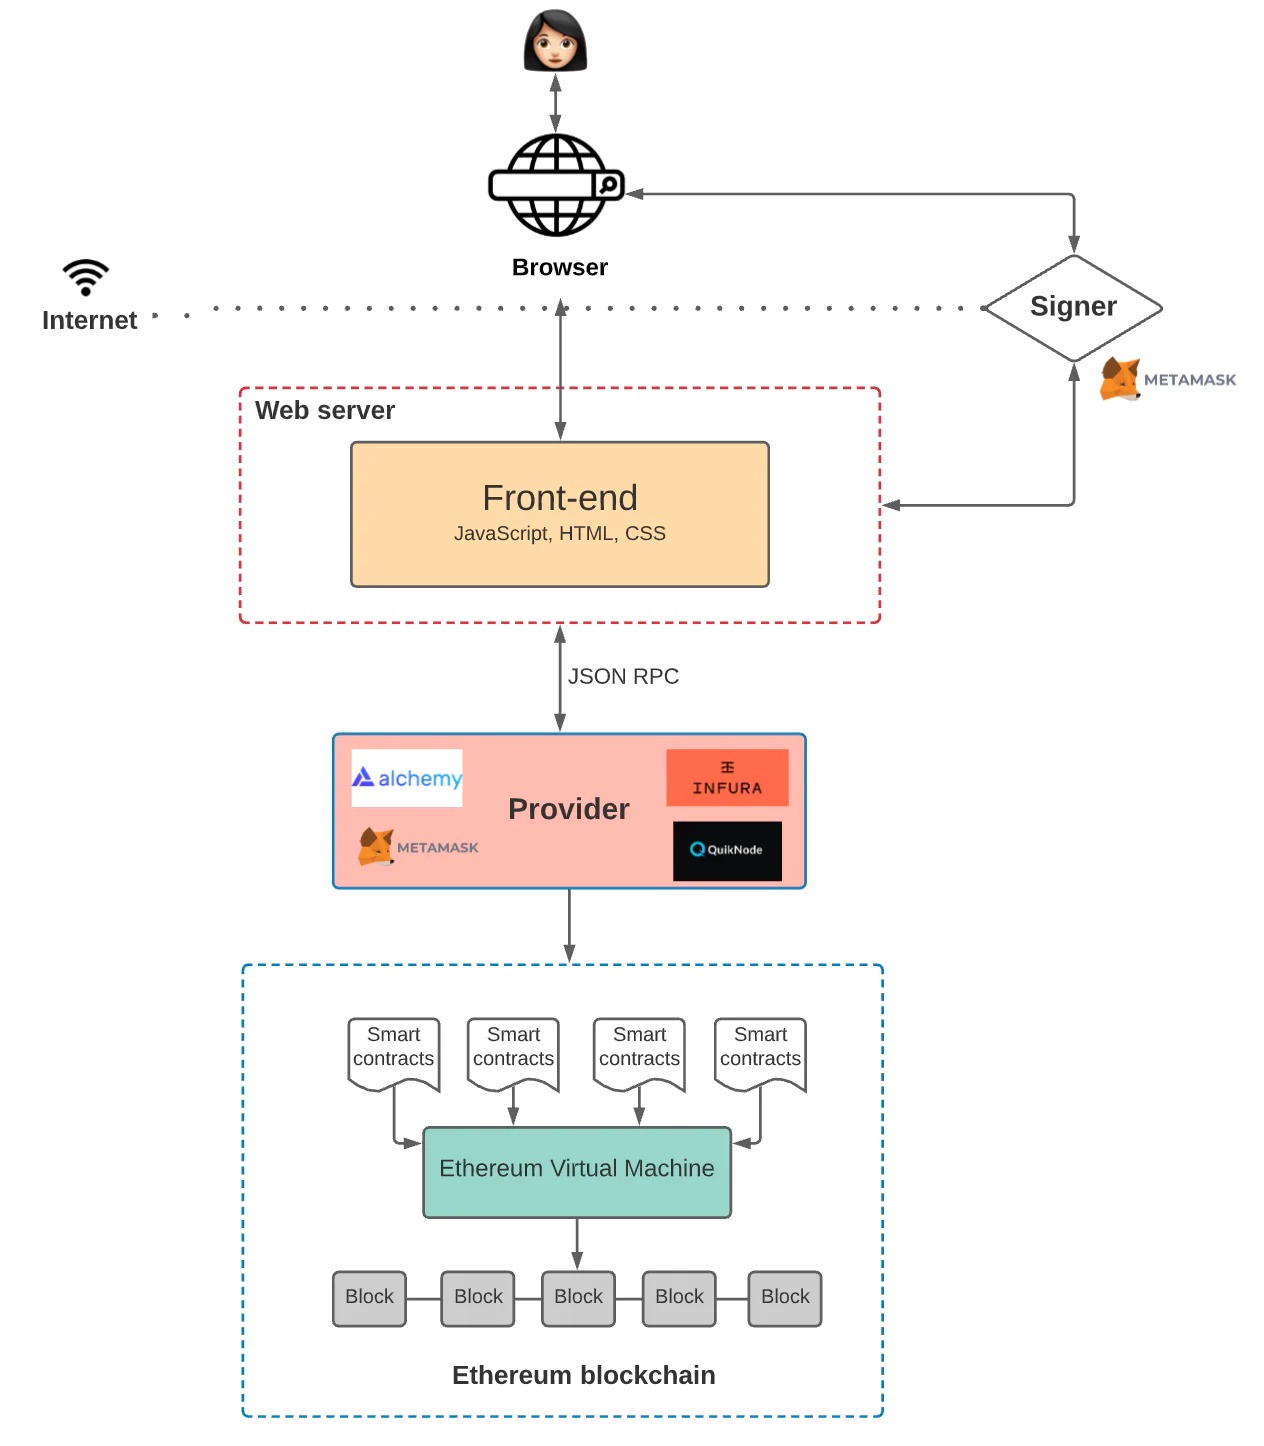 Browser
Internet
Signer
METAMASK
Web server
Front-end
JavaScript, HTML, CSS
JSON RPC
alchemy
INFURA
Provider
METAMASK
QuikNode
Smart
contracts
Smart
contracts
Smart
contracts
Smart
contracts
Ethereum Virtual Machine
Block
Block
Block
Block
Block
Ethereum blockchain